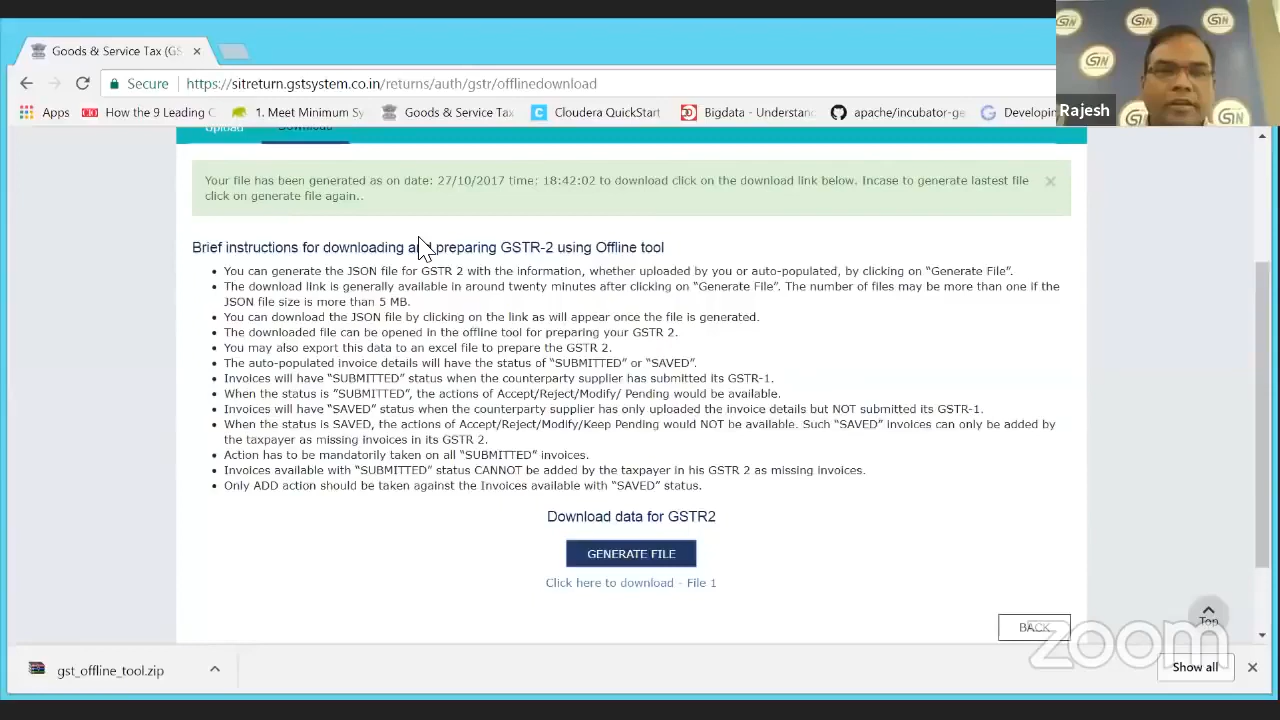 Goods & Service Tax (GS
Secure https://sitreturn.gstsystem.co.in/returns/auth/gstr/offlinedownload
Apps How the 9 Leading C 1. Meet Minimum Sy Goods & Service Tax Cloudera QuickStart Bigdata - Understanc apache/incubator-ge Developin
Rajesh
Upload Download
Your file has been generated as on date: 27/10/2017 time: 18:42:02 to download click on the download link below. Incase to generate lastest file
click on generate file again..
Brief instructions for downloading and preparing GSTR-2 using Offline tool
You can generate the JSON file for GSTR 2 with the information, whether uploaded by you or auto-populated, by clicking on “Generate File”.
The download link is generally available in around twenty minutes after clicking on “Generate File”. The number of files may be more than one if the
JSON file size is more than 5 MB.
You can download the JSON file by clicking on the link as will appear once the file is generated.
The downloaded file can be opened in the offline tool for preparing your GSTR 2.
You may also export this data to an excel file to prepare the GSTR 2.
The auto-populated invoice details will have the status of “SUBMITTED” or “SAVED”.
Invoices will have “SUBMITTED” status when the counterparty supplier has submitted its GSTR-1.
When the status is “SUBMITTED”, the actions of Accept/Reject/Modify/ Pending would be available.
Invoices will have “SAVED” status when the counterparty supplier has only uploaded the invoice details but NOT submitted its GSTR-1.
When the status is SAVED, the actions of Accept/Reject/Modify/Keep Pending would NOT be available. Such “SAVED” invoices can only be added by
the taxpayer as missing invoices in its GSTR 2.
Action has to be mandatorily taken on all “SUBMITTED” invoices.
Invoices available with “SUBMITTED” status CANNOT be added by the taxpayer in his GSTR 2 as missing invoices.
Only ADD action should be taken against the Invoices available with “SAVED” status.
Download data for GSTR2
GENERATE FILE
Click here to download - File 1
Top
BACK
zoom
gst_offline_tool.zip
Show all